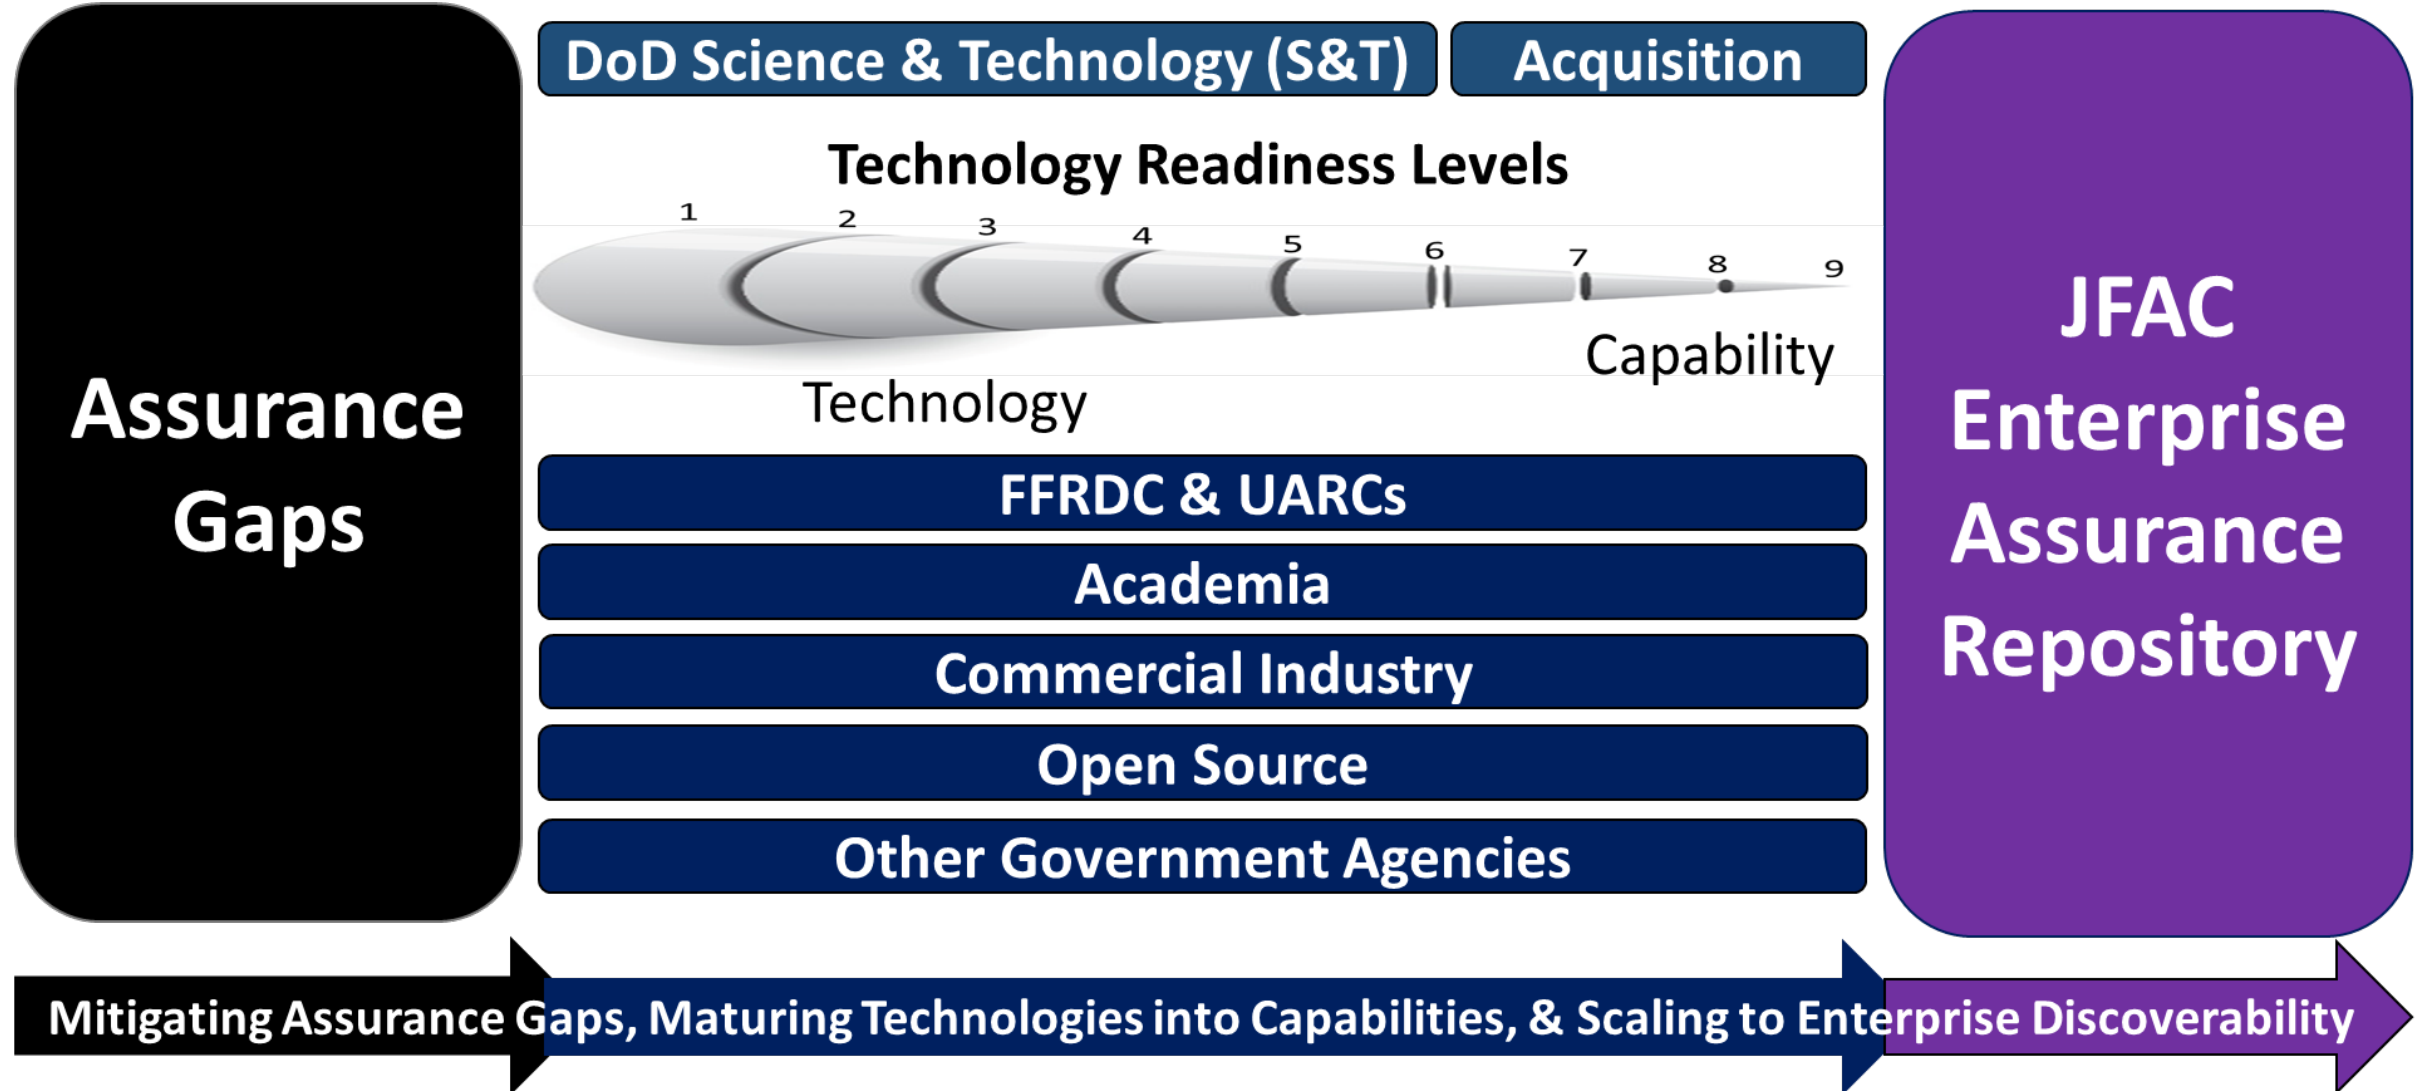 Assurance
Gaps
DoD Science & Technology (S&T)
Acquisition
Technology Readiness Levels
1 2 3 4 5 6 7 8 9
Capability
Technology
FFRDC & UARCs
Academia
Commercial Industry
Open Source
Other Government Agencies
JFAC
Enterprise
Assurance
Repository
Mitigating Assurance Gaps, Maturing Technologies into Capabilities, & Scaling to Enterprise Discoverability